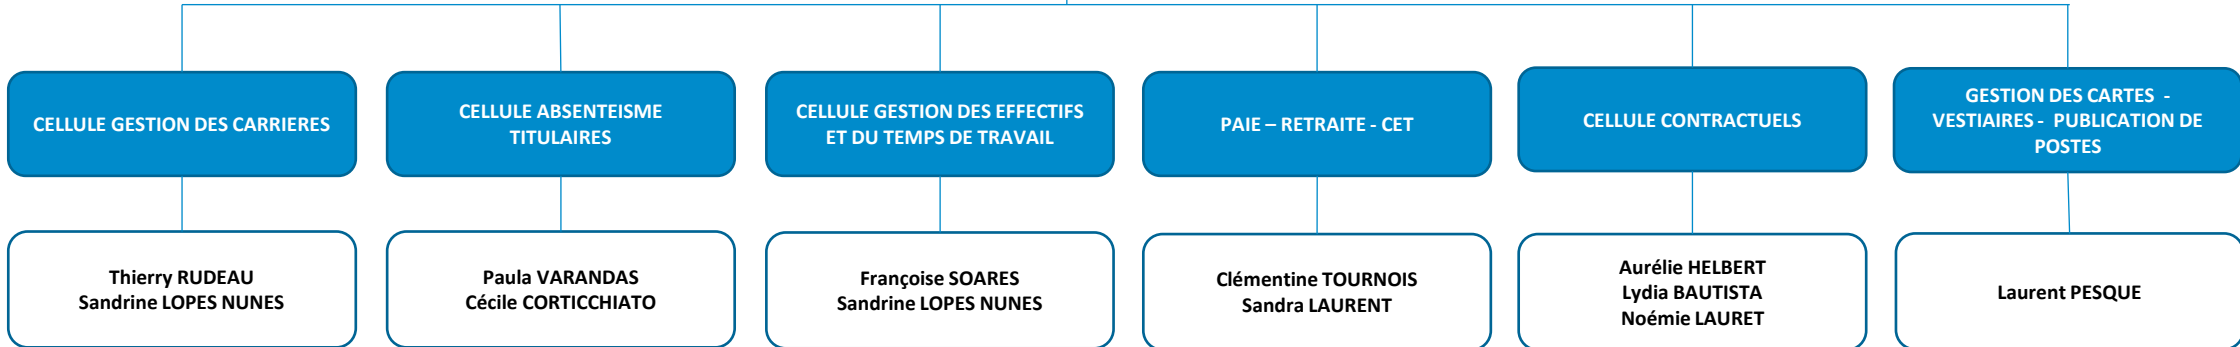 CELLULE GESTION DES CARRIERES
CELLULE ABSENTEISME
TITULAIRES
CELLULE GESTION DES EFFECTIFS
ET DU TEMPS DE TRAVAIL
PAIE – RETRAITE - CET
CELLULE CONTRACTUELS
GESTION DES CARTES -
VESTIAIRES - PUBLICATION DE
POSTES
Thierry RUDEAU
Sandrine LOPES NUNES
Paula VARANDAS
Cécile CORTICCHIATO
Françoise SOARES
Sandrine LOPES NUNES
Clémentine TOURNOIS
Sandra LAURENT
Aurélie HELBERT
Lydia BAUTISTA
Noémie LAURET
Laurent PESQUE